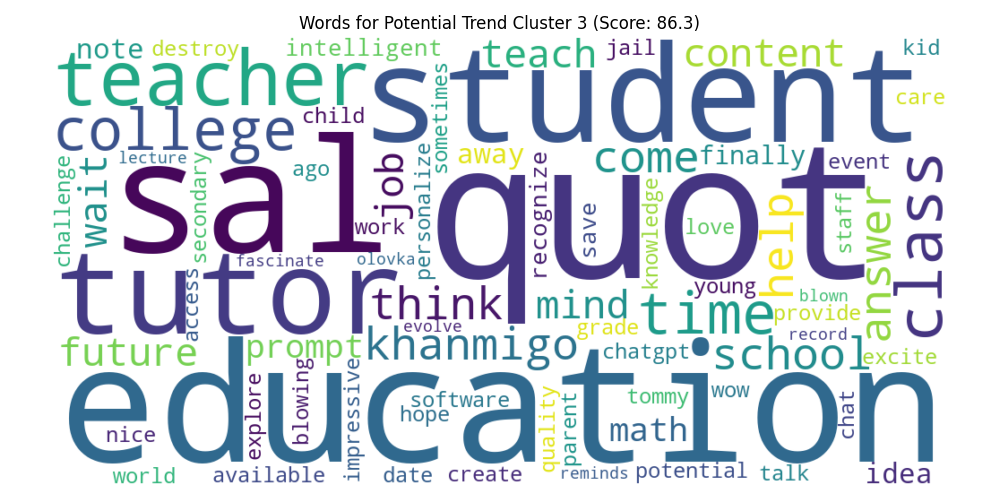 Words for Potential Trend Cluster 3 (Score: 86.3)
note destroy intelligent teach jail content kid
teacher student care
college child sometimes
lecture ago away come finally event
challenge wait secondary sal job personalize quot recognize save knowledge love help staff answer class
work
fascinate olovka
tutor access think mind young blown
evolve grade time provide record
future prompt khanmigo chatgpt school excite
education
explore blowing impressive software hope quality parent tommy wow chat
nice math
world available date create reminds potential talk idea